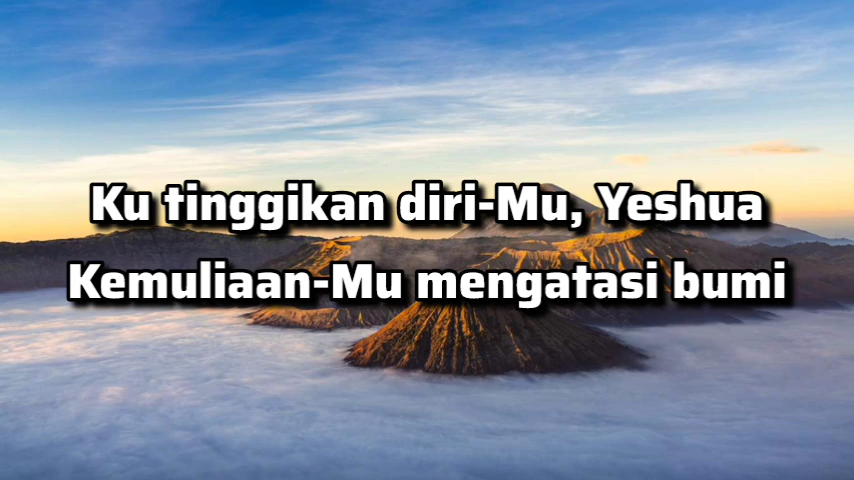 Ku tinggikan diri-Mu, Yeshua
Kemuliaan-Mu mengatasi bumi